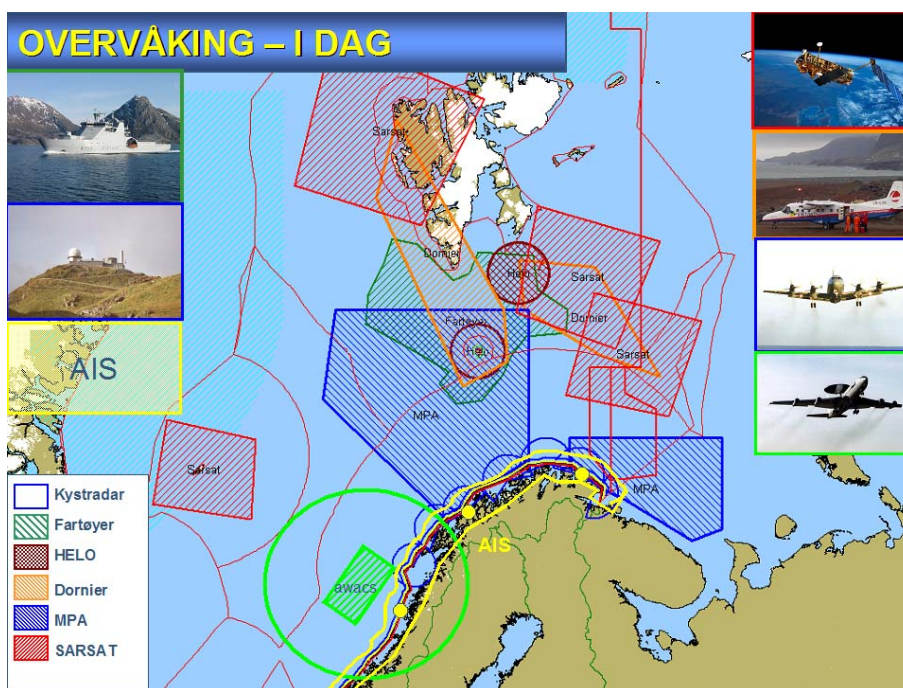 OVERVÅKING – I DAG
Sarsat
Dornier
Helo
Sarsat
Fartøyer
Dornier
Helo
Sarsat
AIS
MPA
Sarsat
MPA
AIS
awacs
Kystradar
Fartøyer
HELO
Dornier
MPA
SARSAT